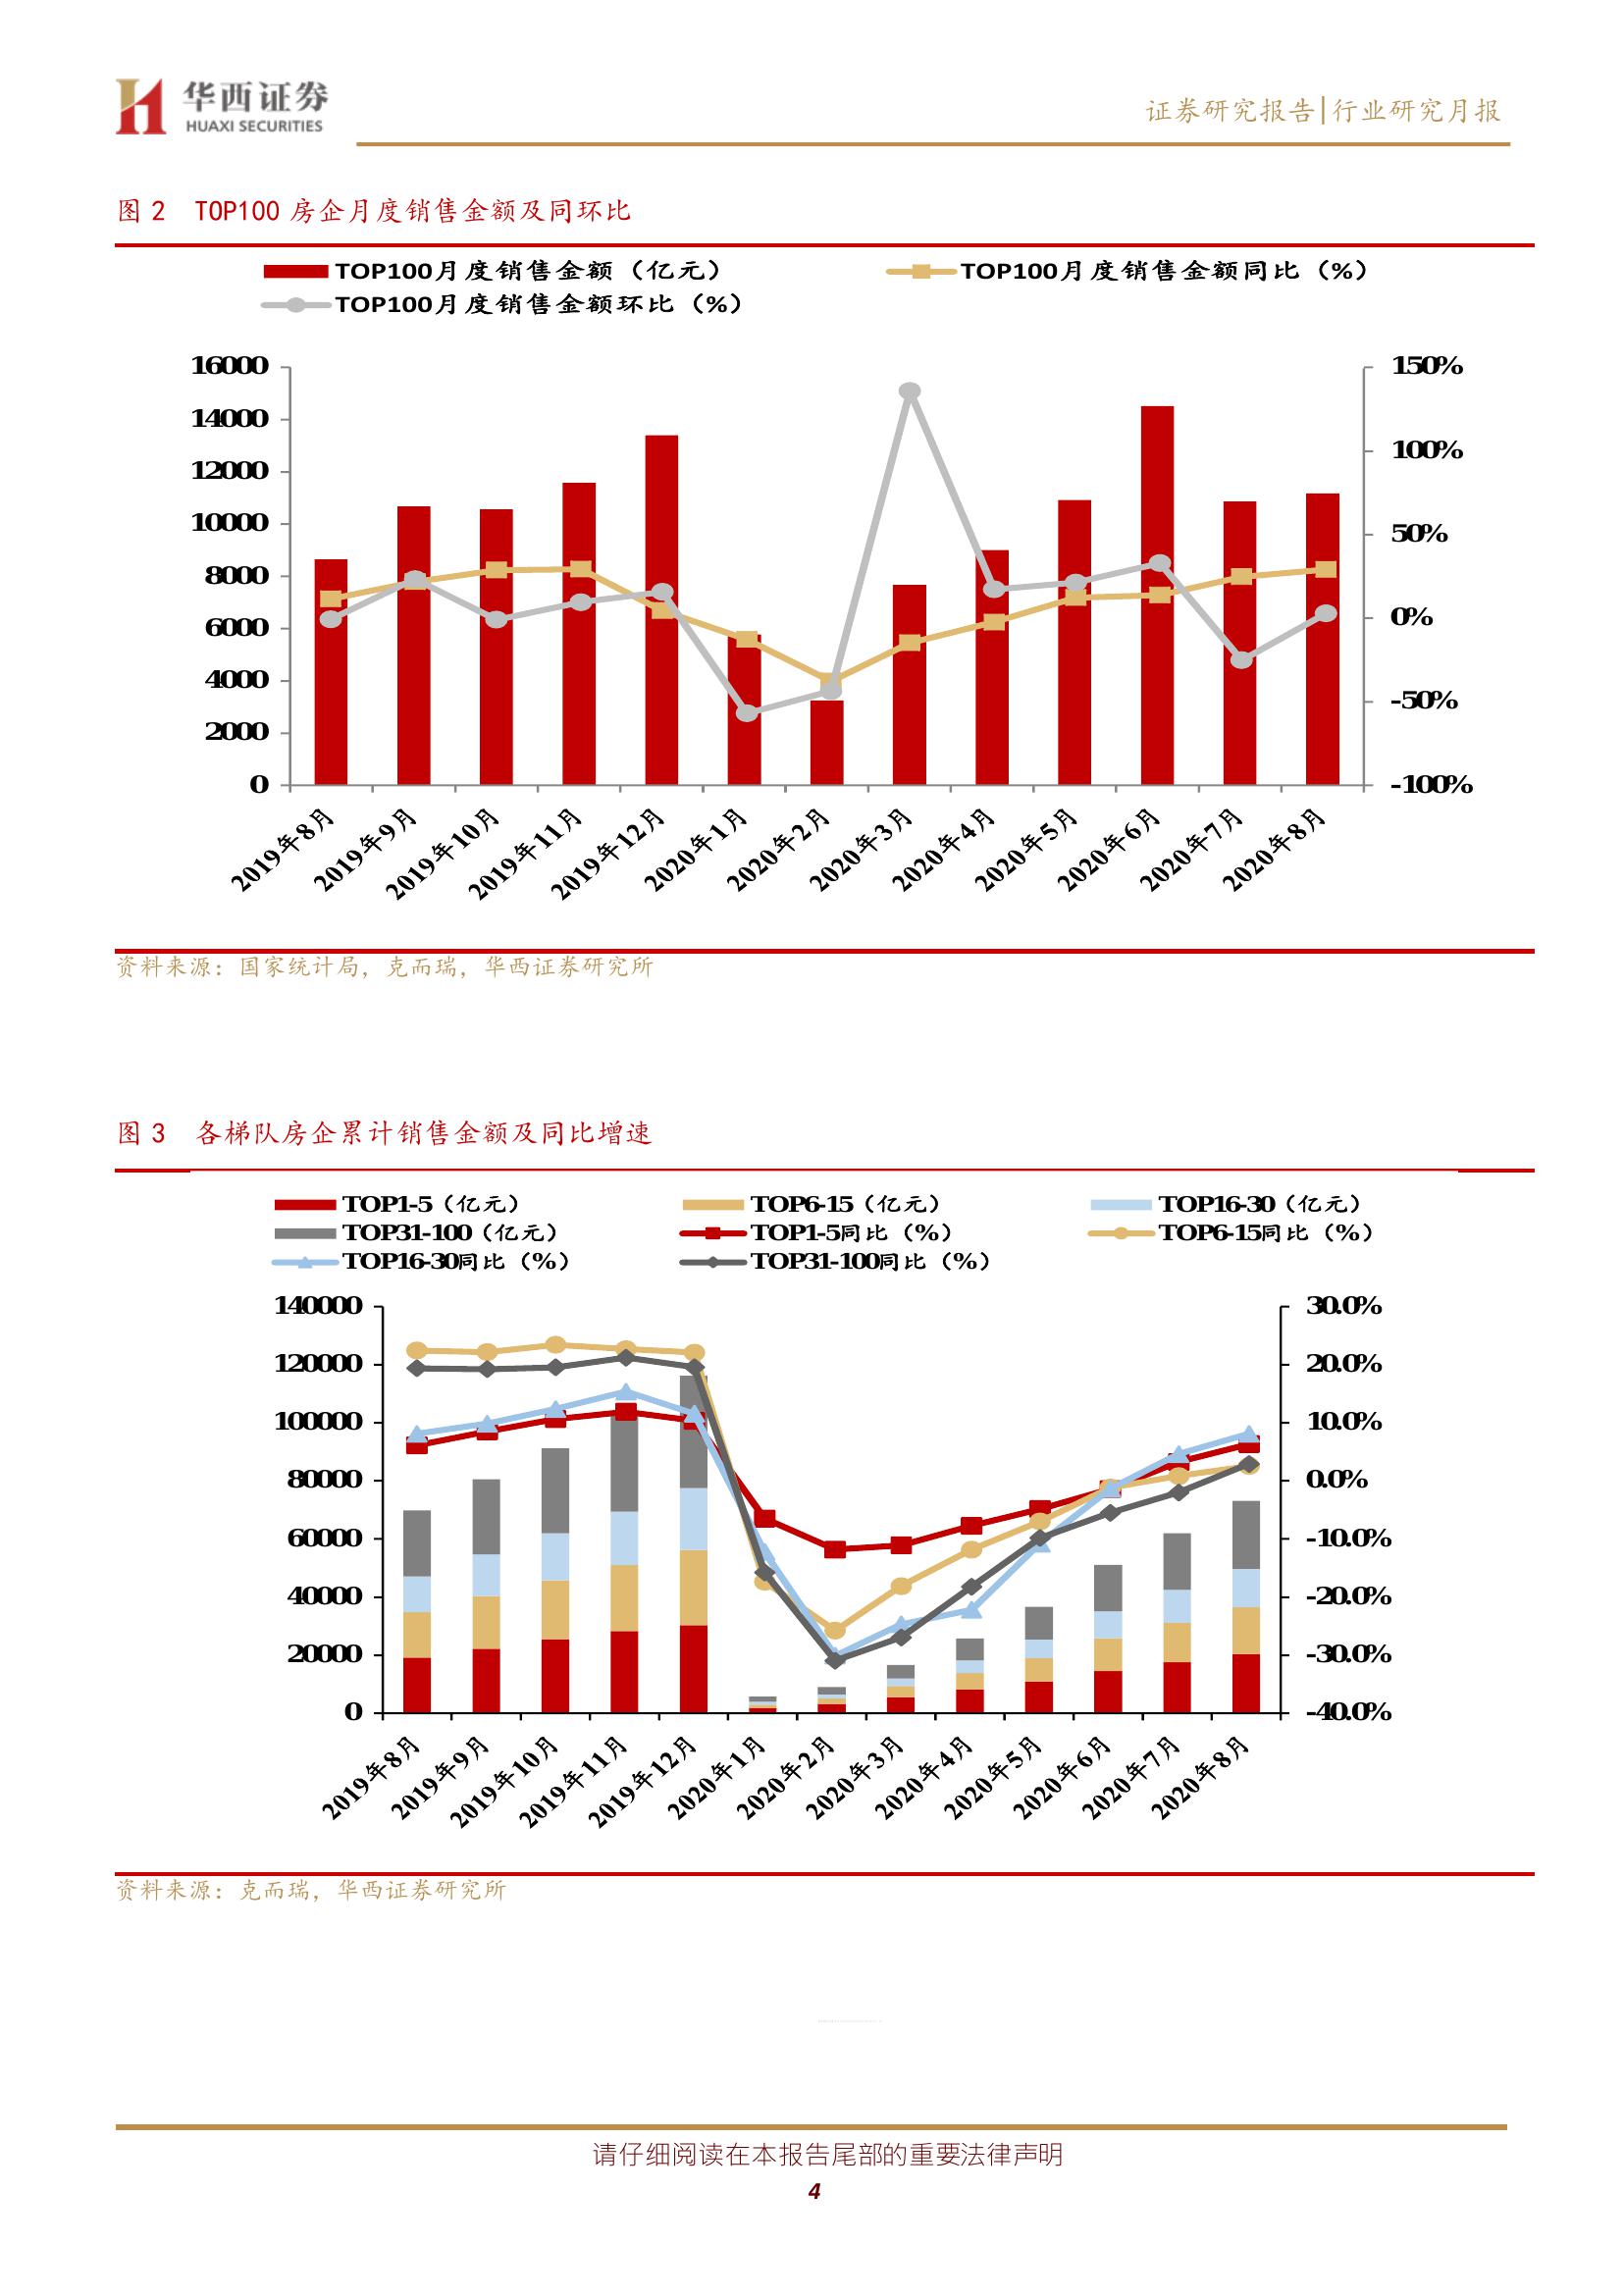 华西证券
HUAXI SECURITIES
证券研究报告|行业研究月报
图 2 TOP100 房企月度销售金额及同环比
TOP100月度销售金额（亿元）
TOP100月度销售金额同比（%）
TOP100月度销售金额环比（%）
16000
14000
12000
10000
8000
6000
4000
2000
0
150%
100%
50%
0%
-50%
-100%
2019年8月
2019年9月
2019年10月
2019年11月
2019年12月
2020年1月
2020年2月
2020年3月
2020年4月
2020年5月
2020年6月
2020年7月
2020年8月
资料来源：国家统计局，克而瑞，华西证券研究所
图 3 各梯队房企累计销售金额及同比增速
TOP1-5（亿元）
TOP6-15（亿元）
TOP16-30（亿元）
TOP31-100（亿元）
TOP1-5同比（%）
TOP6-15同比（%）
TOP16-30同比（%）
TOP31-100同比（%）
140000
120000
100000
80000
60000
40000
20000
0
30.0%
20.0%
10.0%
0.0%
-10.0%
-20.0%
-30.0%
-40.0%
2019年8月
2019年9月
2019年10月
2019年11月
2019年12月
2020年1月
2020年2月
2020年3月
2020年4月
2020年5月
2020年6月
2020年7月
2020年8月
资料来源：克而瑞，华西证券研究所
请仔细阅读在本报告尾部的重要法律声明
4